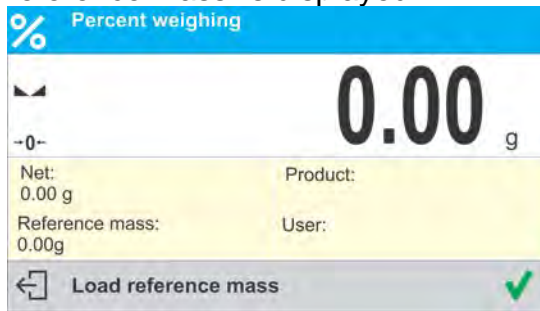 % Percent weighing
0.00 g
→0←
Net:
0.00 g
Product:
Reference mass:
0.00g
User:
Load reference mass